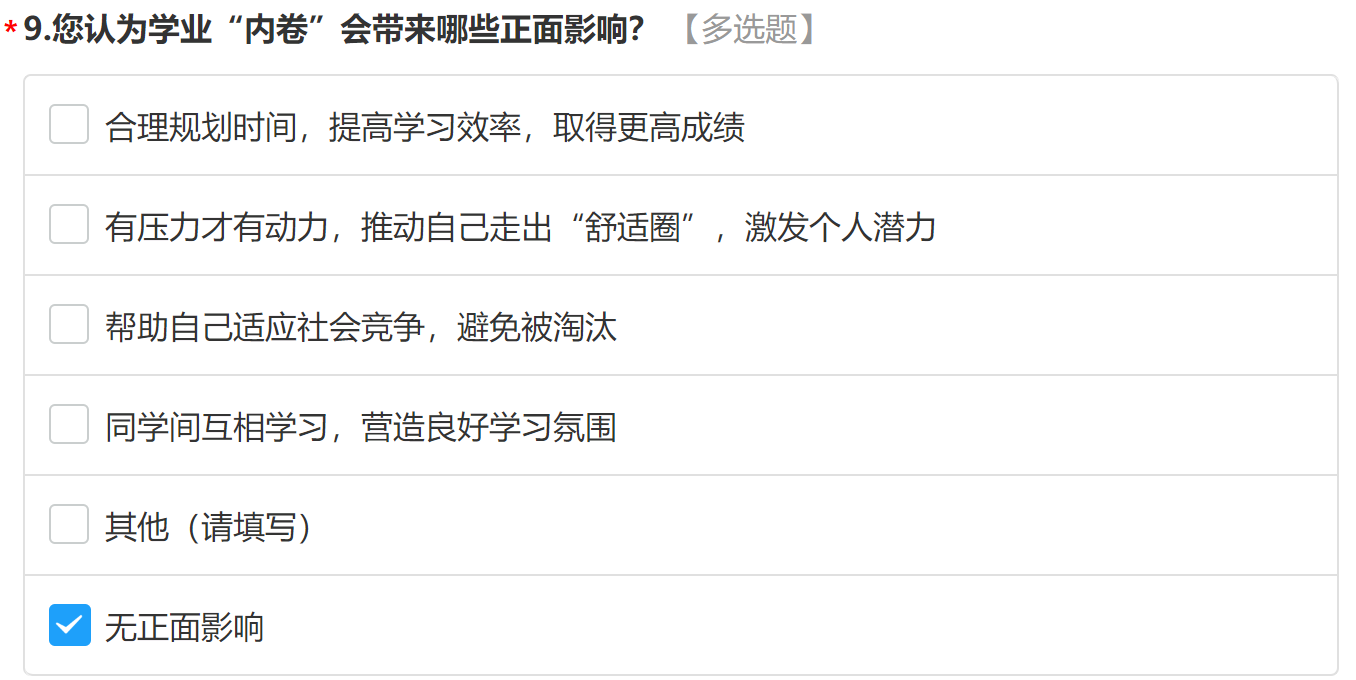 *9.您认为学业“内卷”会带来哪些正面影响？ 【多选题】
合理规划时间，提高学习效率，取得更高成绩
有压力才有动力，推动自己走出“舒适圈”，激发个人潜力
帮助自己适应社会竞争，避免被淘汰
同学间互相学习，营造良好学习氛围
其他（请填写）
无正面影响